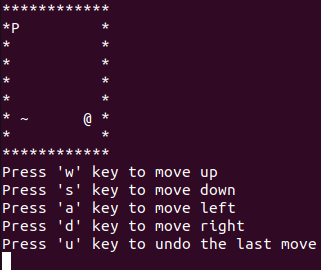 ************
*P         *
*          *
*          *
*          *
*          *
* ~      @ *
*          *
************
Press 'w' key to move up
Press 's' key to move down
Press 'a' key to move left
Press 'd' key to move right
Press 'u' key to undo the last move